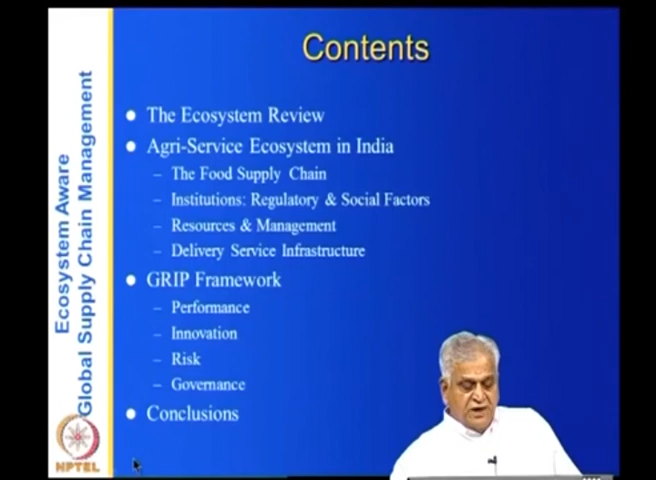 Contents
The Ecosystem Review
Agri-Service Ecosystem in India
– The Food Supply Chain
– Institutions: Regulatory & Social Factors
– Resources & Management
– Delivery Service Infrastructure
GRIP Framework
– Performance
– Innovation
– Risk
– Governance
Conclusions
Ecosystem Aware
Global Supply Chain Management
NPTEL